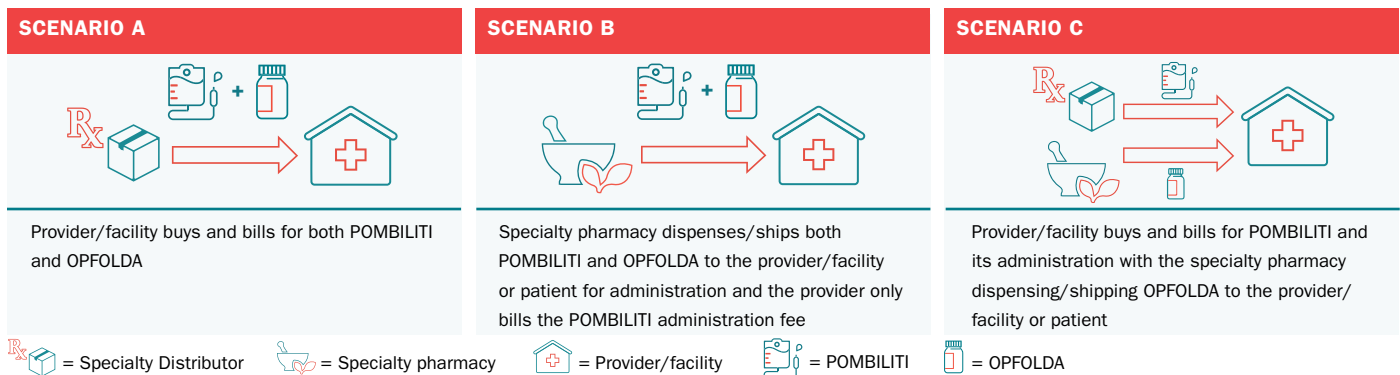 SCENARIO A
Rx
+
Provider/facility buys and bills for both POMBILITI
and OPFOLDA
SCENARIO B
+
Specialty pharmacy dispenses/ships both
POMBILITI and OPFOLDA to the provider/facility
or patient for administration and the provider only
bills the POMBILITI administration fee
SCENARIO C
Rx
Provider/facility buys and bills for POMBILITI and
its administration with the specialty pharmacy
dispensing/shipping OPFOLDA to the provider/
facility or patient
Rx = Specialty Distributor
= Specialty pharmacy
= Provider/facility
= POMBILITI
= OPFOLDA